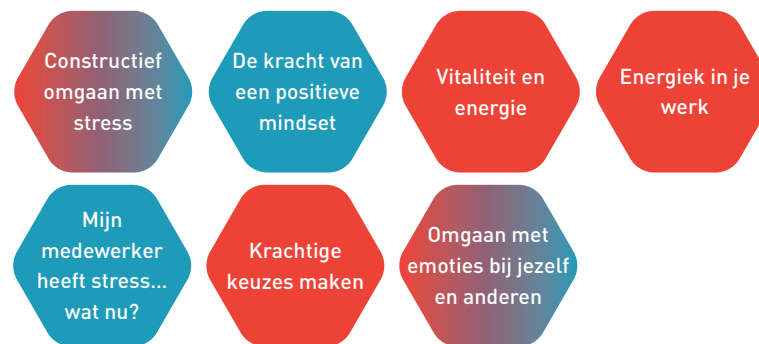 Constructief
omgaan met
stress
De kracht van
een positieve
mindset
Vitaliteit en
energie
Energiek in je
werk
Mijn
medewerker
heeft stress...
wat nu?
Krachtige
keuzes maken
Omgaan met
emoties bij jezelf
en anderen